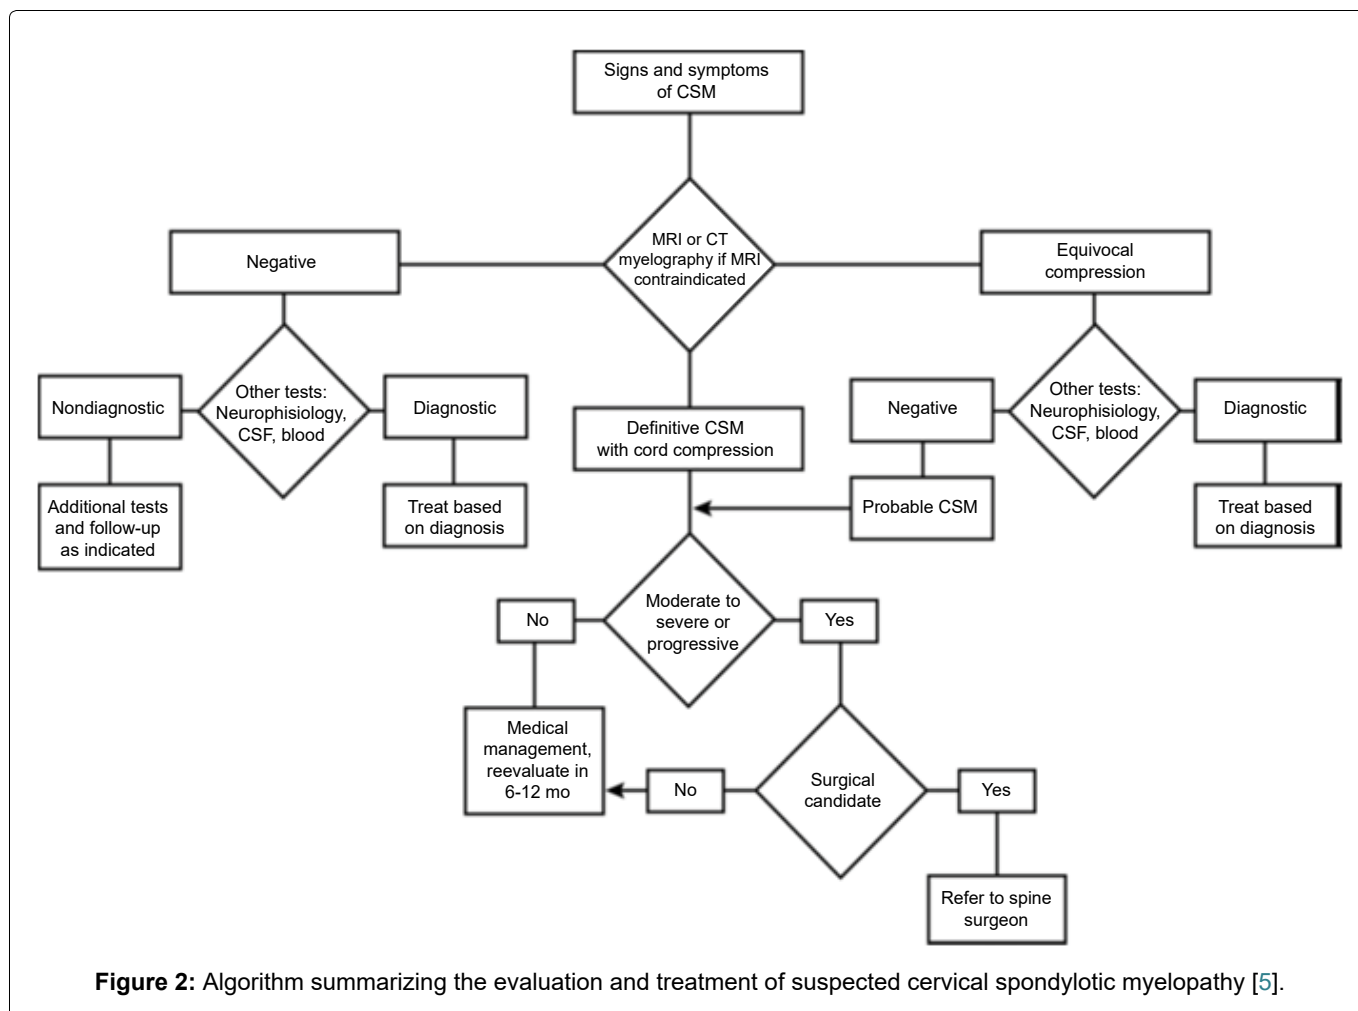 Signs and symptoms
of CSM
MRI or CT
myelography if MRI
contraindicated
Negative
Equivocal
compression
Other tests:
Neurophisiology,
CSF, blood
Nondiagnostic
Diagnostic
Additional tests
and follow-up
as indicated
Treat based
on diagnosis
Definitive CSM
with cord compression
Other tests:
Neurophisiology,
CSF, blood
Negative
Diagnostic
Probable CSM
Treat based
on diagnosis
Moderate to
severe or
progressive
No
Yes
Medical
management,
reevaluate in
6-12 mo
Surgical
candidate
No
Yes
Refer to spine
surgeon
Figure 2: Algorithm summarizing the evaluation and treatment of suspected cervical spondylotic myelopathy [5].